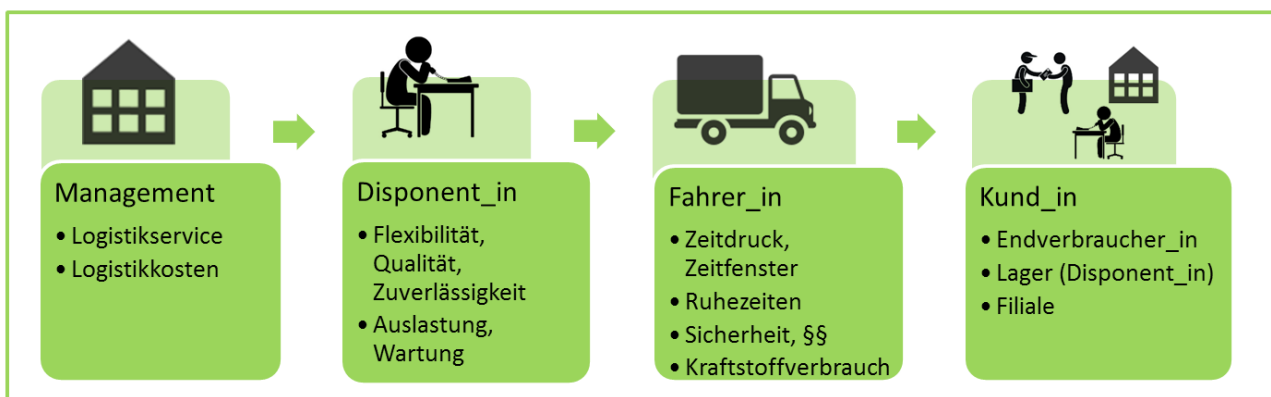 Management
• Logistikservice
• Logistikkosten
Disponent_in
• Flexibilität,
Qualität,
Zuverlässigkeit
• Auslastung,
Wartung
Fahrer_in
• Zeitdruck,
Zeitfenster
• Ruhezeiten
• Sicherheit, §§
• Kraftstoffverbrauch
Kund_in
• Endverbraucher_in
• Lager (Disponent_in)
• Filiale